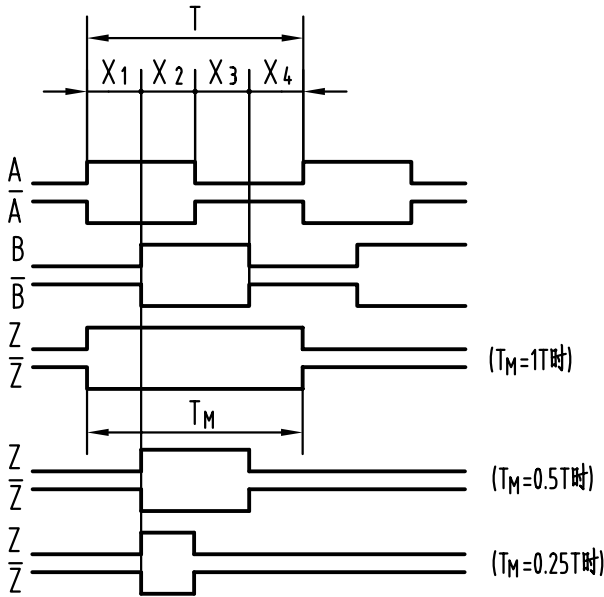 T
X1 X2 X3 X4
A
A̅
B
B̅
Z
Z̅ (TM=1T时)
TM
Z
Z̅ (TM=0.5T时)
Z
Z̅ (TM=0.25T时)